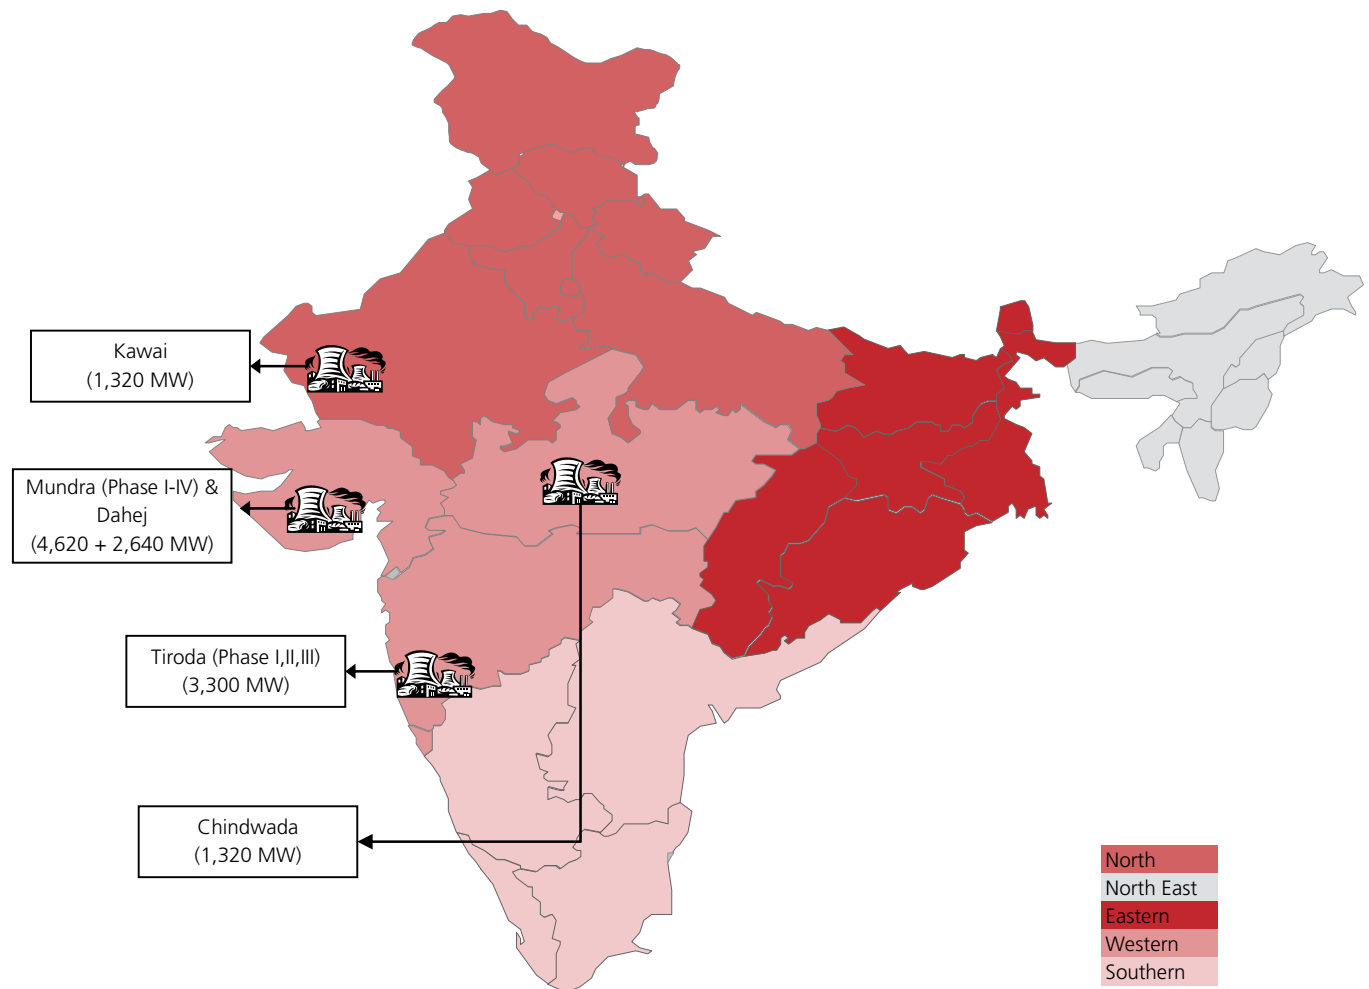 Kawai
(1,320 MW)
Mundra (Phase I-IV) &
Dahej
(4,620 + 2,640 MW)
Tiroda (Phase I,II,III)
(3,300 MW)
Chindwada
(1,320 MW)
North
North East
Eastern
Western
Southern